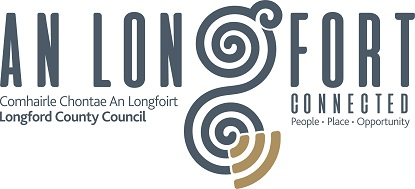 AN LONGFORT
Comhairle Chontae An Longfoirt
Longford County Council
CONNECTED
People • Place • Opportunity